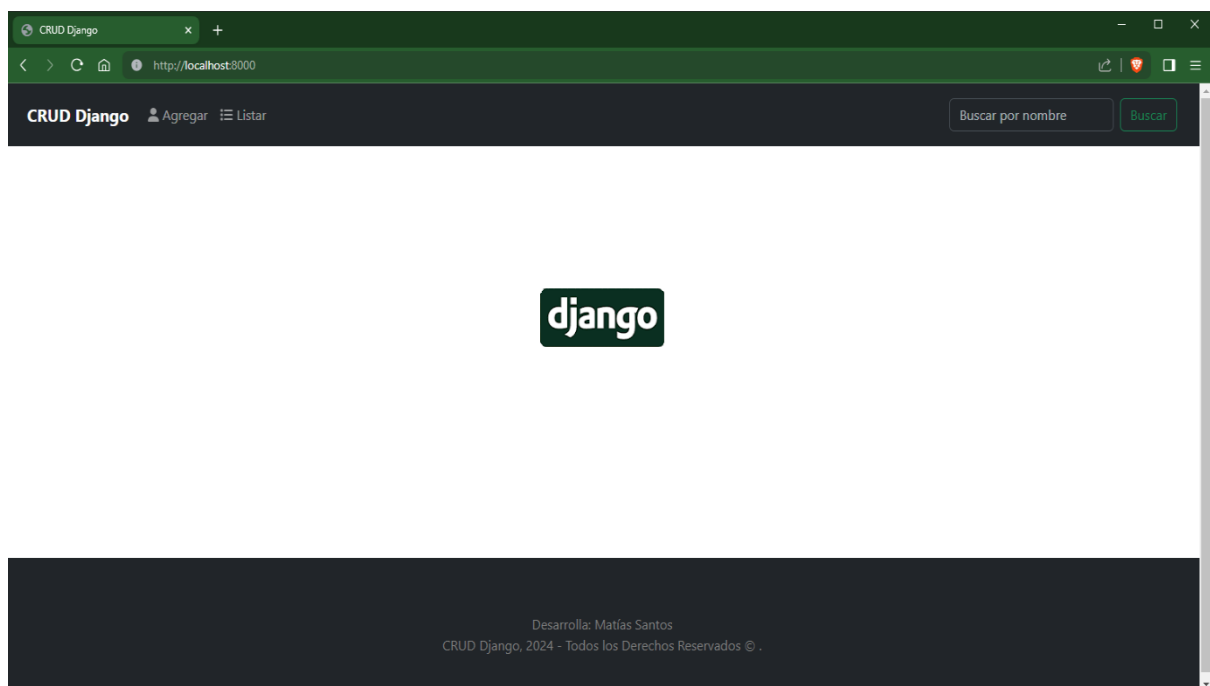 CRUD Django
http://localhost:8000
CRUD Django Agregar Listar Buscar por nombre Buscar
django
Desarrolla: Matías Santos
CRUD Django, 2024 - Todos los Derechos Reservados © .